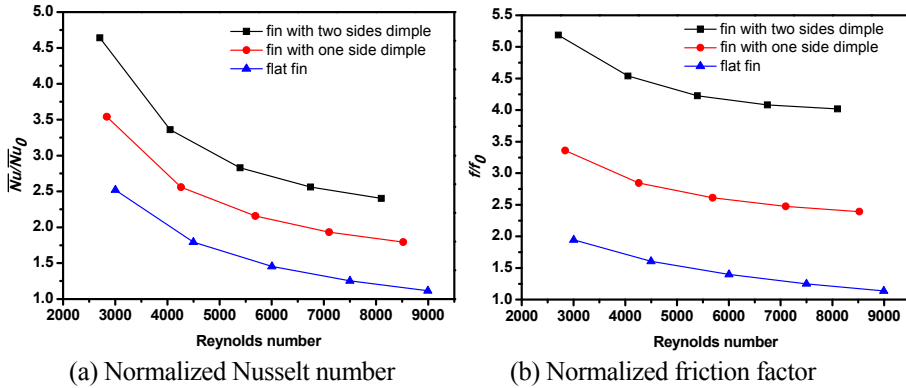 5.0
4.5
4.0
3.5
3.0
2.5
2.0
1.5
1.0
Nu/Nu0
fin with two sides dimple
fin with one side dimple
flat fin
2000 3000 4000 5000 6000 7000 8000 9000
Reynolds number
(a) Normalized Nusselt number
5.5
5.0
4.5
4.0
3.5
3.0
2.5
2.0
1.5
1.0
f/f0
fin with two sides dimple
fin with one side dimple
flat fin
2000 3000 4000 5000 6000 7000 8000 9000
Reynolds number
(b) Normalized friction factor